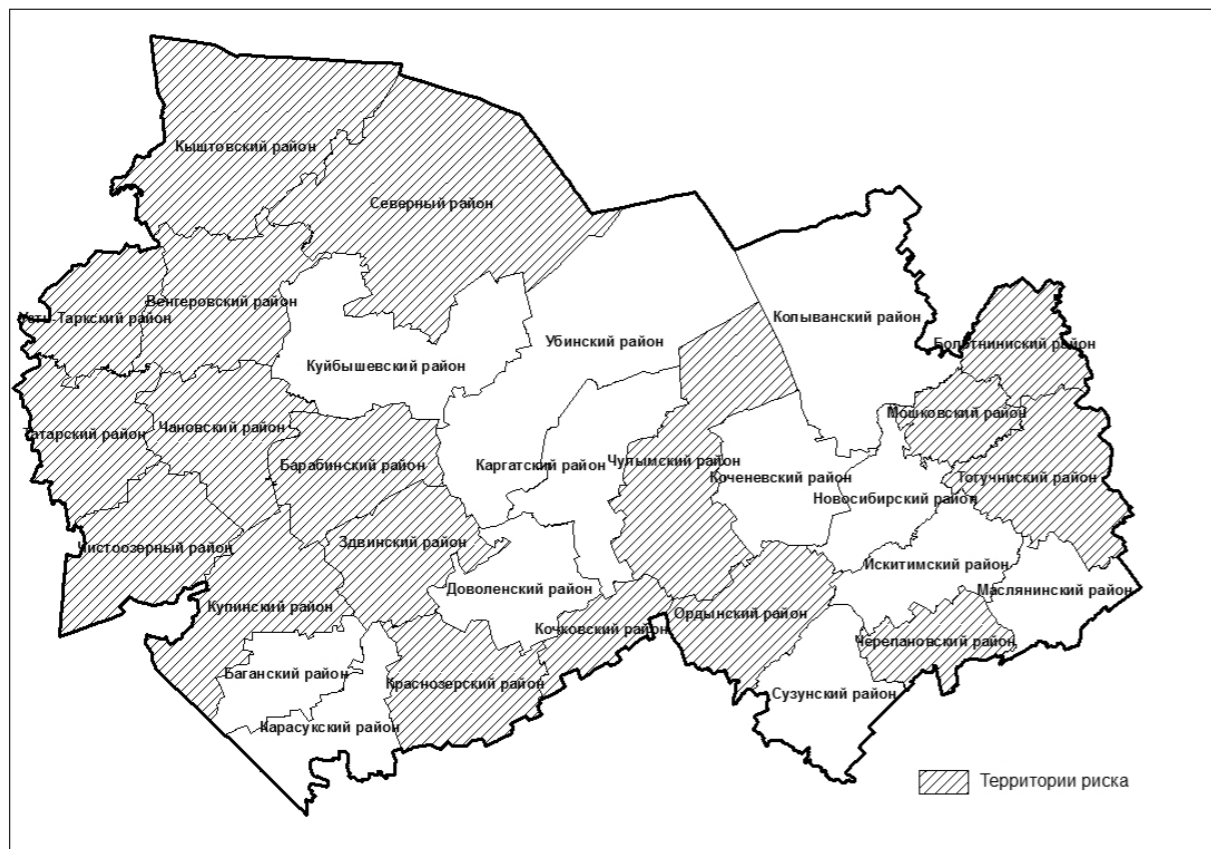 Кыштовский район
Северный район
Венгеровский район
Усть-Таркский район
Колыванский район
Убинский район
Болотниниский район
Куйбышевский район
Мошковский район
Татарский район
Чановский район
Барабинский район
Каргатский район
Чулымский район
Коченевский район
Тогучниский район
Новосибирский район
Чистоозерный район
Здвинский район
Искитимский район
Доволенский район
Маслянинский район
Купинский район
Ордынский район
Кочковский район
Черепановский район
Баганский район
Краснозерский район
Сузунский район
Карасукский район
Территории риска